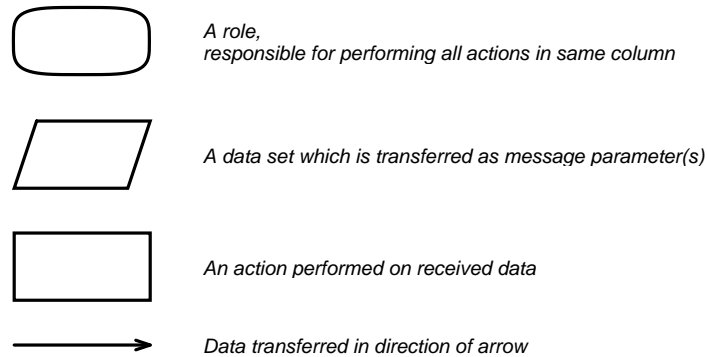 A role,
responsible for performing all actions in same column
A data set which is transferred as message parameter(s)
An action performed on received data
Data transferred in direction of arrow